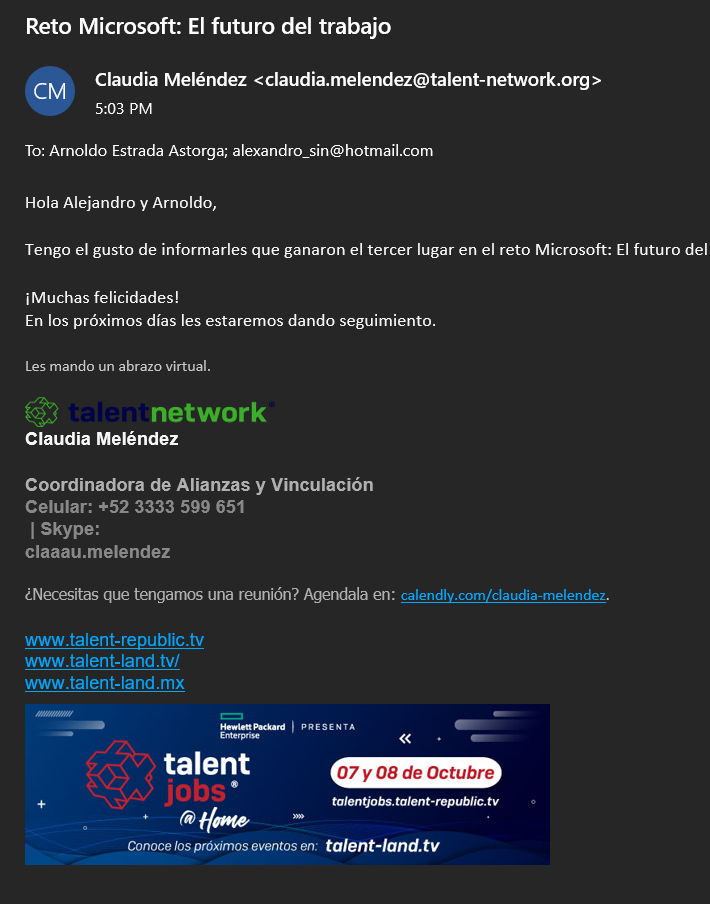 Reto Microsoft: El futuro del trabajo
CM
Claudia Meléndez <claudia.melendez@talent-network.org>
5:03 PM
To: Arnoldo Estrada Astorga; alexandro_sin@hotmail.com
Hola Alejandro y Arnoldo,
Tengo el gusto de informarles que ganaron el tercer lugar en el reto Microsoft: El futuro del
¡Muchas felicidades!
En los próximos días les estaremos dando seguimiento.
Les mando un abrazo virtual.
talentnetwork
Claudia Meléndez
Coordinadora de Alianzas y Vinculación
Celular: +52 3333 599 651
| Skype:
claaau.melendez
¿Necesitas que tengamos una reunión? Agendala en: calendly.com/claudia-melendez.
www.talent-republic.tv
www.talent-land.tv/
www.talent-land.mx
Hewlett Packard
Enterprise
| PRESENTA
talent
jobs®
@Home
07 y 08 de Octubre
talentjobs.talent-republic.tv
Conoce los próximos eventos en: talent-land.tv